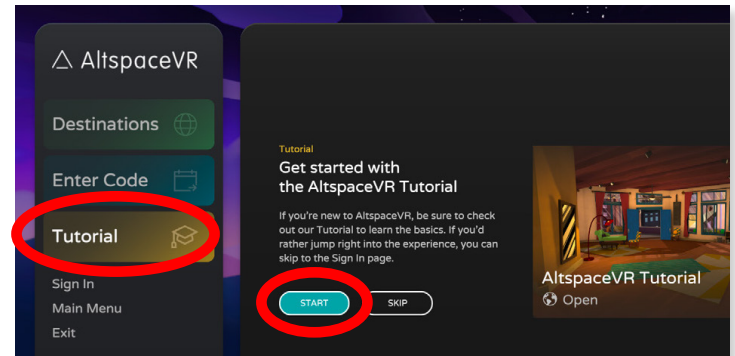 AltspaceVR
Destinations
Enter Code
Tutorial
Sign In
Main Menu
Exit
Tutorial
Get started with
the AltspaceVR Tutorial
If you're new to AltspaceVR, be sure to check
out our Tutorial to learn the basics. If you'd
rather jump right into the experience, you can
skip to the Sign In page.
START
SKIP
AltspaceVR Tutorial
Open